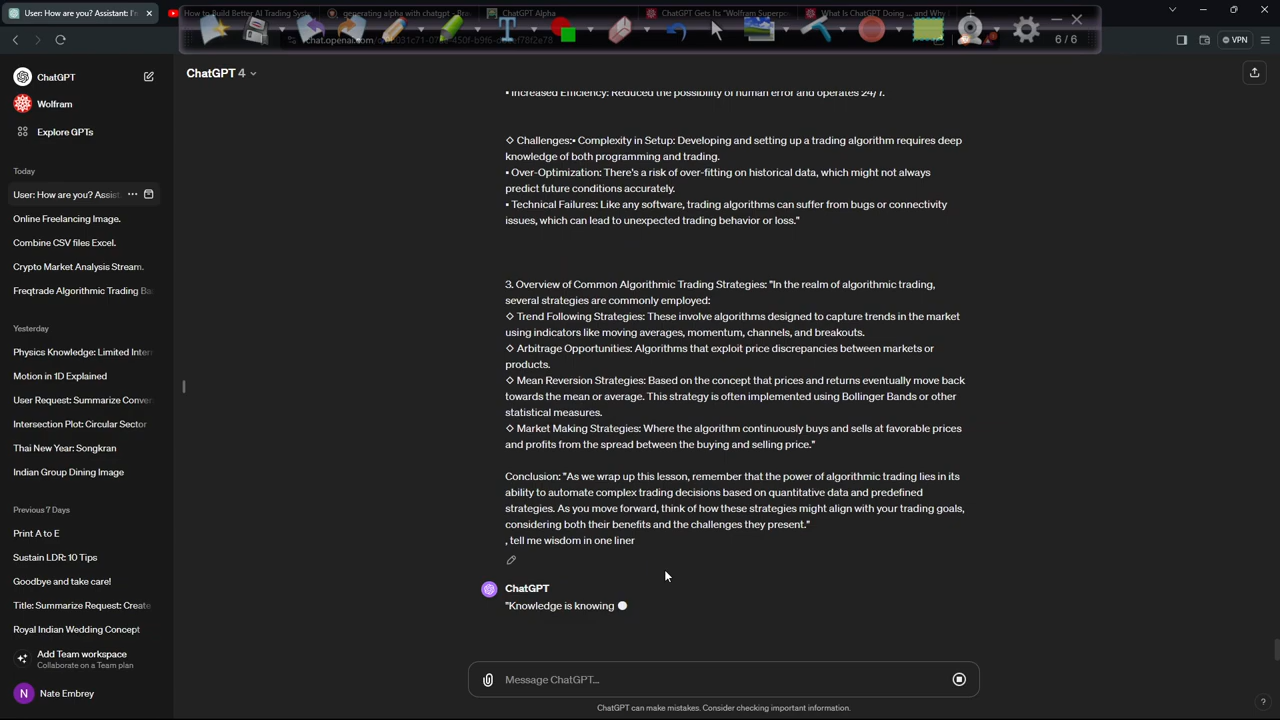 User: How are you? Assistant: I'
How to Build Better AI Trading Syst
generating alpha with chatgpt - Bra
ChatGPT Alpha
ChatGPT Gets Its "Wolfram Superpo
What Is ChatGPT Doing ... and Why
6/6
VPN
ChatGPT
Wolfram
Explore GPTs
Today
User: How are you? Assist
Online Freelancing Image.
Combine CSV files Excel.
Crypto Market Analysis Stream.
Freqtrade Algorithmic Trading Ba
Yesterday
Physics Knowledge: Limited Inter
Motion in 1D Explained
User Request: Summarize Conver
Intersection Plot: Circular Sector
Thai New Year: Songkran
Indian Group Dining Image
Previous 7 Days
Print A to E
Sustain LDR: 10 Tips
Goodbye and take care!
Title: Summarize Request: Create
Royal Indian Wedding Concept
Add Team workspace
Collaborate on a Team plan
N Nate Embrey
ChatGPT 4
▪ Increased Efficiency: Reduced the possibility of human error and operates 24/7.
◇ Challenges:▪ Complexity in Setup: Developing and setting up a trading algorithm requires deep
knowledge of both programming and trading.
▪ Over-Optimization: There's a risk of over-fitting on historical data, which might not always
predict future conditions accurately.
▪ Technical Failures: Like any software, trading algorithms can suffer from bugs or connectivity
issues, which can lead to unexpected trading behavior or loss."
3. Overview of Common Algorithmic Trading Strategies: "In the realm of algorithmic trading,
several strategies are commonly employed:
◇ Trend Following Strategies: These involve algorithms designed to capture trends in the market
using indicators like moving averages, momentum, channels, and breakouts.
◇ Arbitrage Opportunities: Algorithms that exploit price discrepancies between markets or
products.
◇ Mean Reversion Strategies: Based on the concept that prices and returns eventually move back
towards the mean or average. This strategy is often implemented using Bollinger Bands or other
statistical measures.
◇ Market Making Strategies: Where the algorithm continuously buys and sells at favorable prices
and profits from the spread between the buying and selling price."
Conclusion: "As we wrap up this lesson, remember that the power of algorithmic trading lies in its
ability to automate complex trading decisions based on quantitative data and predefined
strategies. As you move forward, think of how these strategies might align with your trading goals,
considering both their benefits and the challenges they present."
, tell me wisdom in one liner
ChatGPT
"Knowledge is knowing
Message ChatGPT...
ChatGPT can make mistakes. Consider checking important information.
?